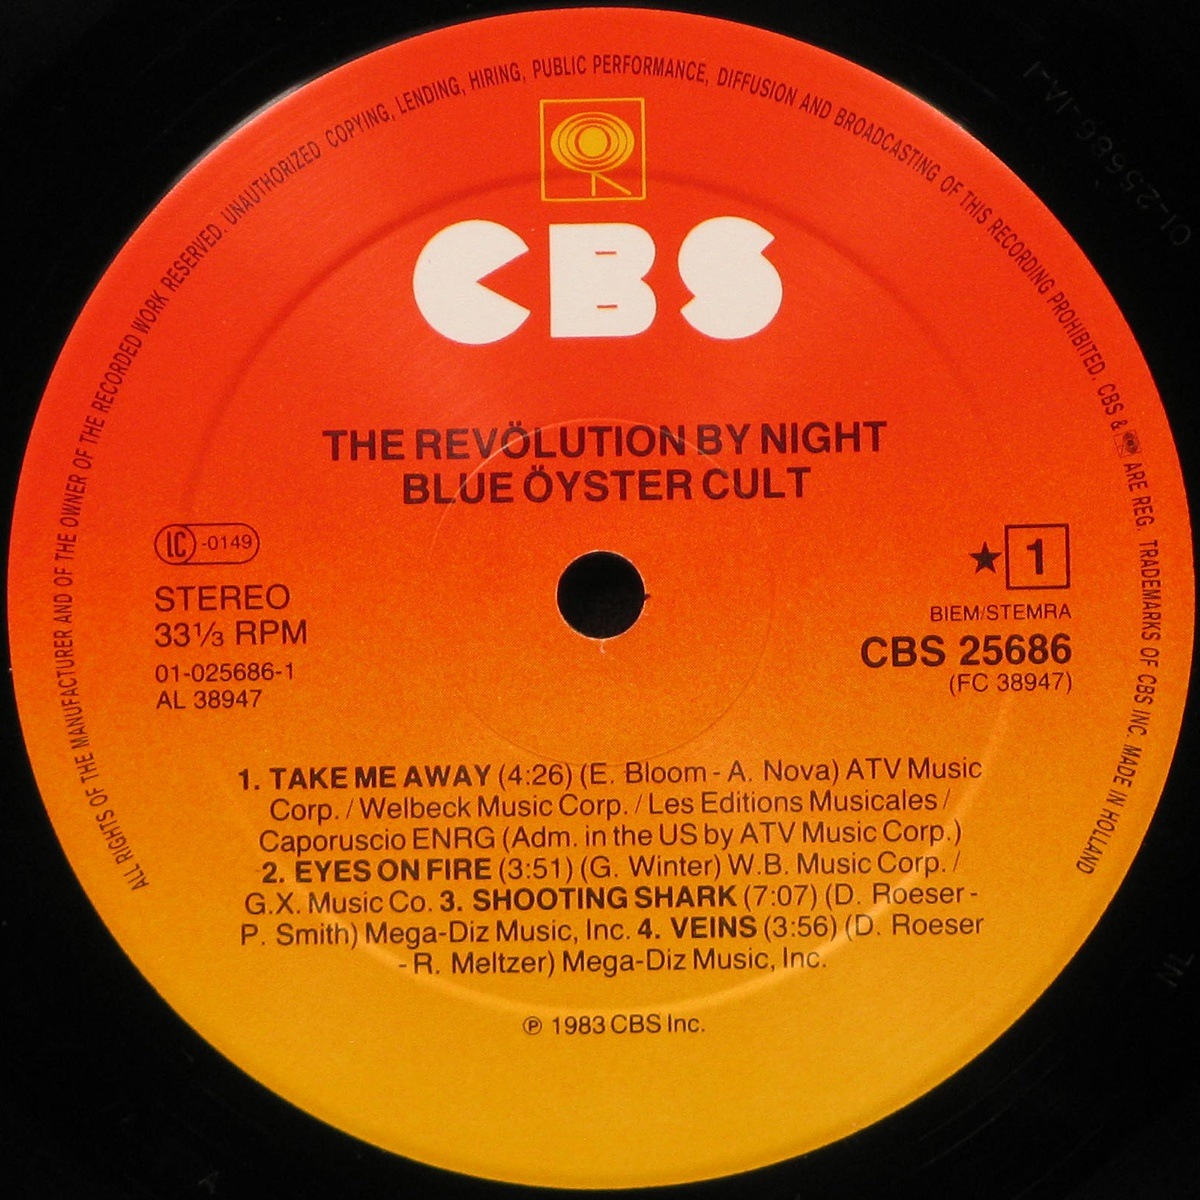 ALL RIGHTS OF THE MANUFACTURER AND OF THE OWNER OF THE RECORDED WORK RESERVED. UNAUTHORIZED COPYING, LENDING, HIRING, PUBLIC PERFORMANCE, DIFFUSION AND BROADCASTING OF THIS RECORDING PROHIBITED. CBS & ARE REG. TRADEMARKS OF CBS INC. MADE IN HOLLAND
CBS
THE REVÖLUTION BY NIGHT
BLUE ÖYSTER CULT
LC -0149
STEREO
33 1/3 RPM
01-025686-1
AL 38947
★ 1
BIEM/STEMRA
CBS 25686
(FC 38947)
1. TAKE ME AWAY (4:26) (E. Bloom - A. Nova) ATV Music
Corp. / Welbeck Music Corp. / Les Editions Musicales /
Caporuscio ENRG (Adm. in the US by ATV Music Corp.)
2. EYES ON FIRE (3:51) (G. Winter) W.B. Music Corp. /
G.X. Music Co. 3. SHOOTING SHARK (7:07) (D. Roeser -
P. Smith) Mega-Diz Music, Inc. 4. VEINS (3:56) (D. Roeser
- R. Meltzer) Mega-Diz Music, Inc.
℗ 1983 CBS Inc.
01-25686-1A-1